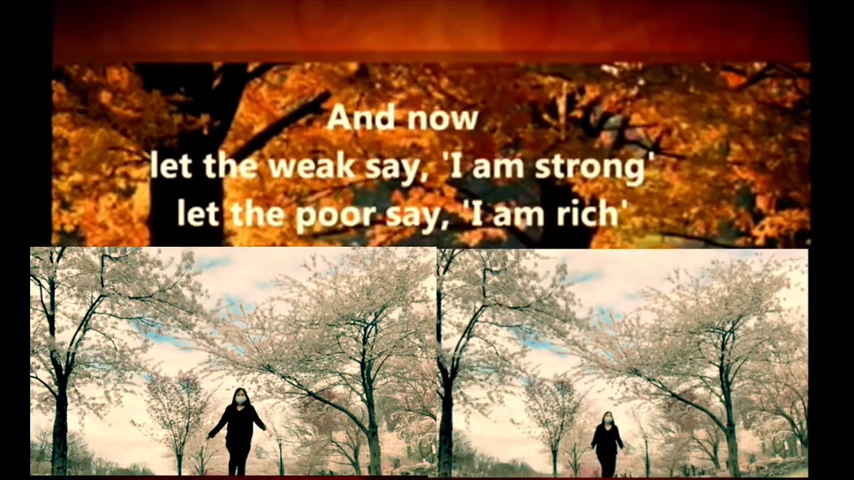 And now
let the weak say, 'I am strong'
let the poor say, 'I am rich'